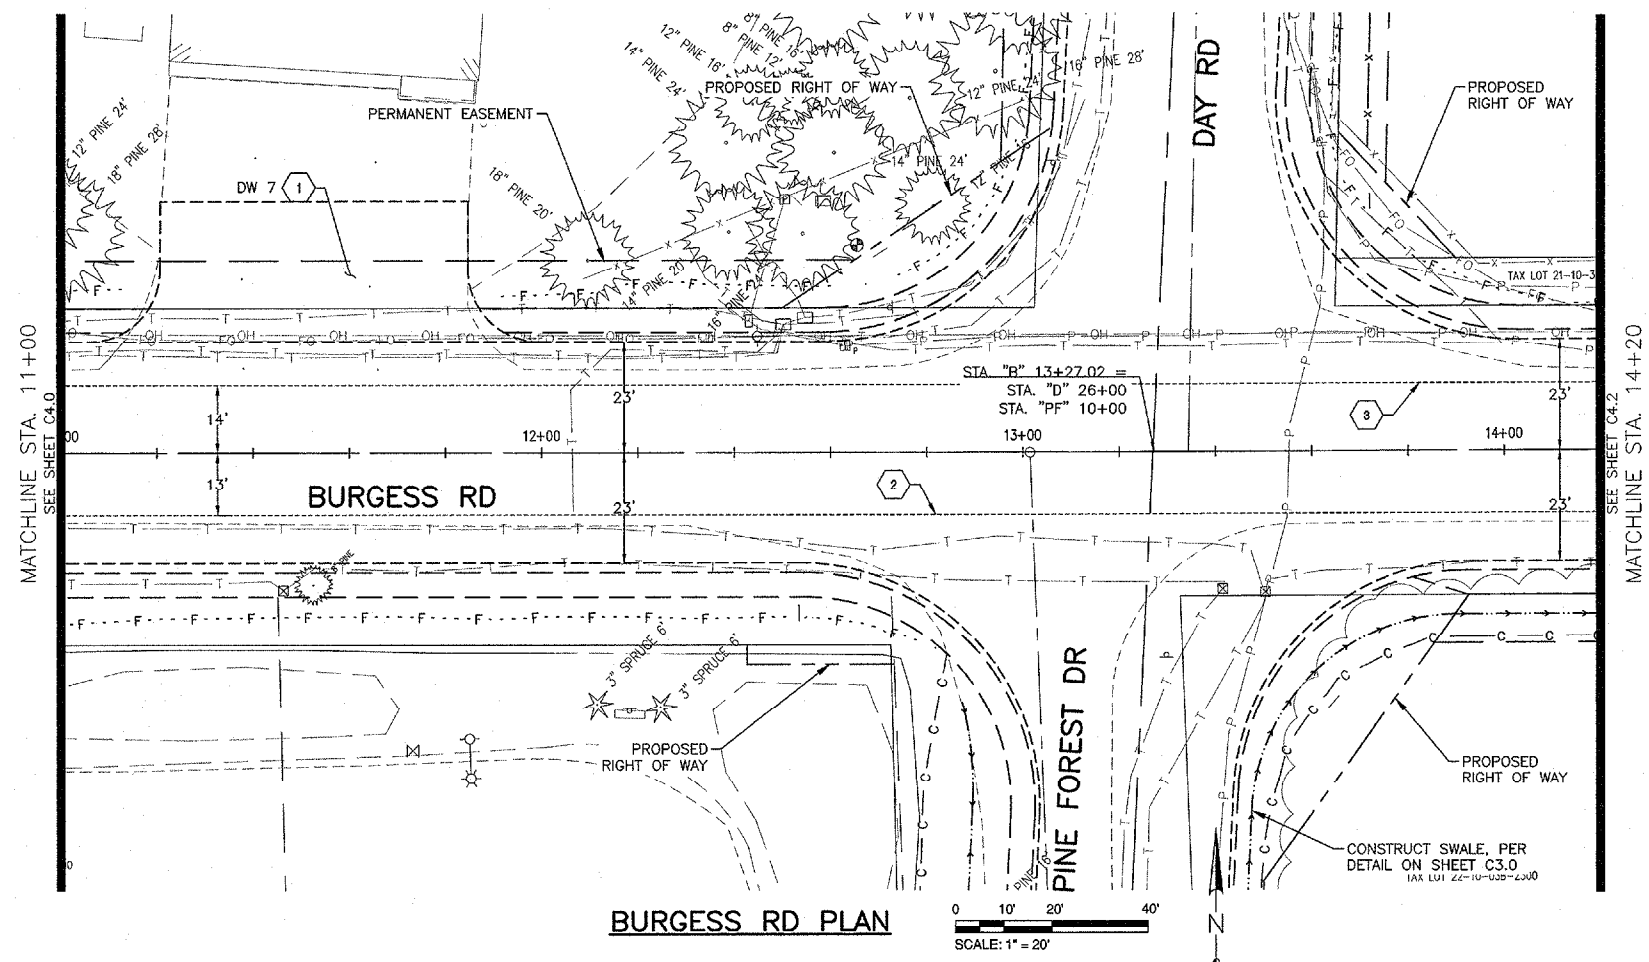 8" PINE 16'
8" PINE 12'
12" PINE 16'
14" PINE 24'
PROPOSED RIGHT OF WAY
12" PINE 24'
16" PINE 28'
DAY RD
PROPOSED
RIGHT OF WAY
PERMANENT EASEMENT
12" PINE 24'
18" PINE 28'
14" PINE 24'
DW 7
1
18" PINE 20'
14" PINE 20'
TAX LOT 21-10-3
MATCHLINE STA. 11+00
SEE SHEET C4.0
STA. "B" 13+27.02 =
STA. "D" 26+00
STA. "PF" 10+00
3
14'
23'
23'
00
12+00
13+00
14+00
MATCHLINE STA. 14+20
SEE SHEET C4.2
13'
BURGESS RD
23'
2
23'
3" SPRUCE 6'
3" SPRUCE 6'
PROPOSED
RIGHT OF WAY
PINE FOREST DR
PROPOSED
RIGHT OF WAY
CONSTRUCT SWALE, PER
DETAIL ON SHEET C3.0
BURGESS RD PLAN
0 10' 20' 40'
SCALE: 1" = 20'
N